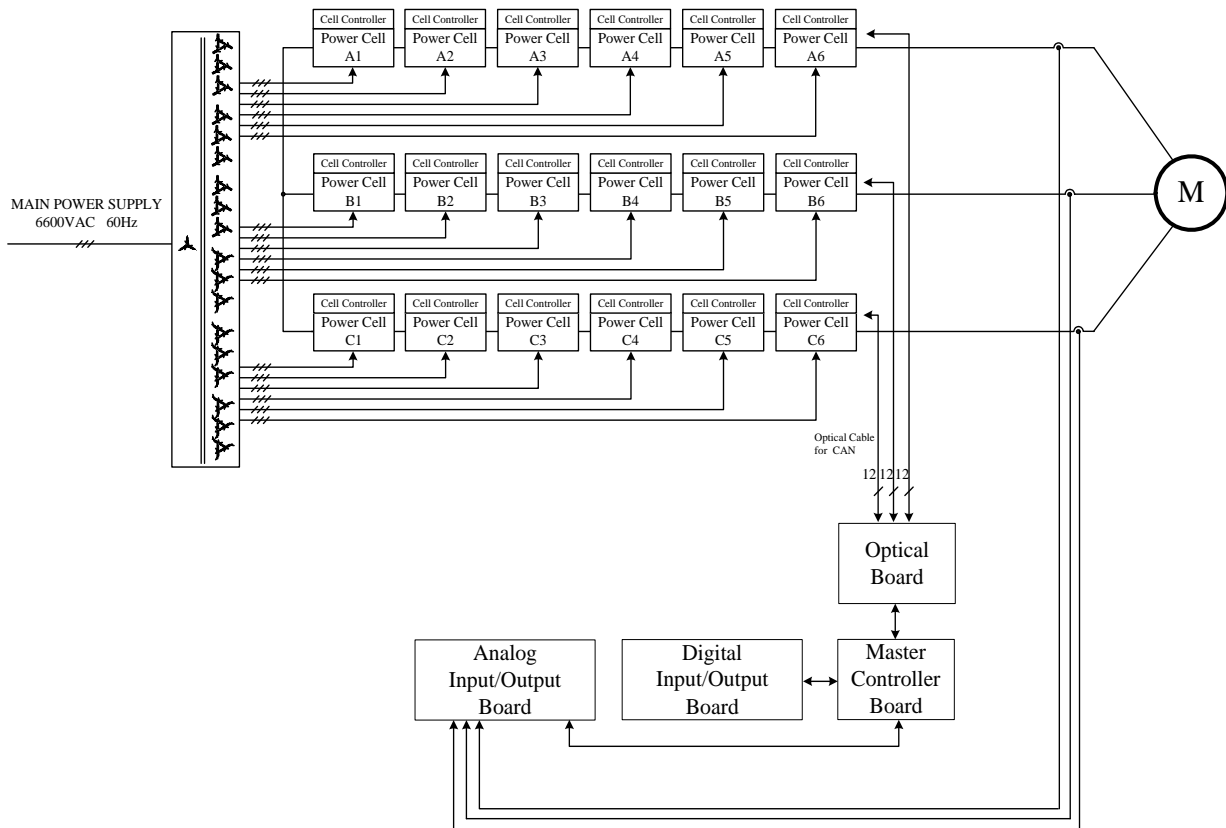 Cell Controller Cell Controller Cell Controller Cell Controller Cell Controller Cell Controller
Power Cell Power Cell Power Cell Power Cell Power Cell Power Cell
A1 A2 A3 A4 A5 A6
Cell Controller Cell Controller Cell Controller Cell Controller Cell Controller Cell Controller
Power Cell Power Cell Power Cell Power Cell Power Cell Power Cell
B1 B2 B3 B4 B5 B6
M
MAIN POWER SUPPLY
6600VAC 60Hz
Cell Controller Cell Controller Cell Controller Cell Controller Cell Controller Cell Controller
Power Cell Power Cell Power Cell Power Cell Power Cell Power Cell
C1 C2 C3 C4 C5 C6
Optical Cable
for CAN
12 12 12
Optical
Board
Analog
Input/Output
Board
Digital
Input/Output
Board
Master
Controller
Board